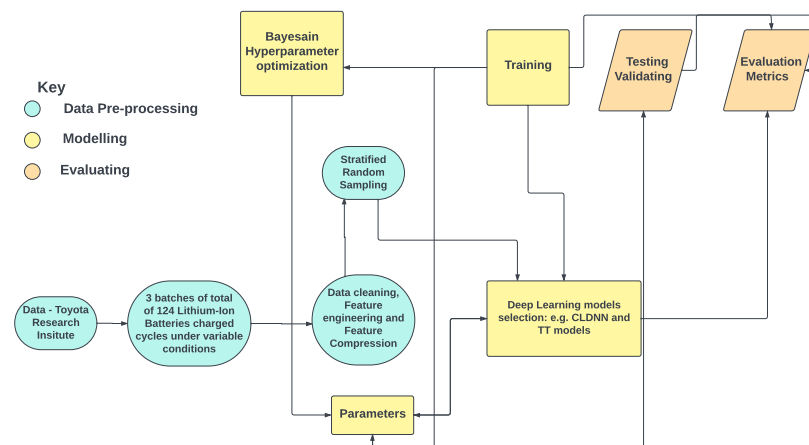 Bayesain
Hyperparameter
optimization
Training
Testing
Validating
Evaluation
Metrics
Key
Data Pre-processing
Modelling
Evaluating
Stratified
Random
Sampling
Data - Toyota
Research
Insitute
3 batches of total
of 124 Lithium-Ion
Batteries charged
cycles under variable
conditions
Data cleaning,
Feature
engineering and
Feature
Compression
Deep Learning models
selection: e.g. CLDNN and
TT models
Parameters